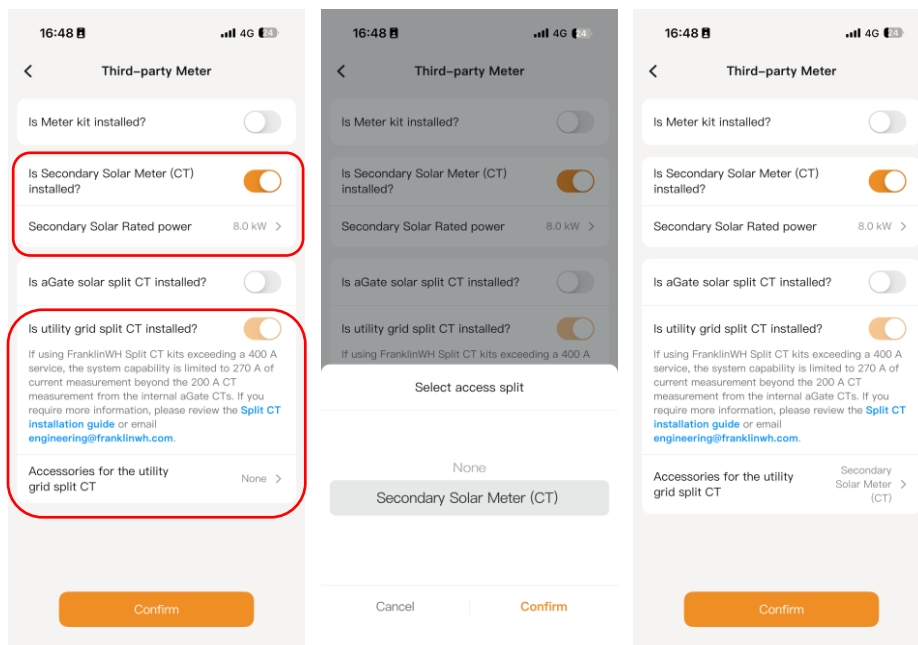 16:48
4G 24
Third-party Meter
Is Meter kit installed?
Is Secondary Solar Meter (CT)
installed?
Secondary Solar Rated power 8.0 kW >
Is aGate solar split CT installed?
Is utility grid split CT installed?
If using FranklinWH Split CT kits exceeding a 400 A
service, the system capability is limited to 270 A of
current measurement beyond the 200 A CT
measurement from the internal aGate CTs. If you
require more information, please review the Split CT
installation guide or email
engineering@franklinwh.com.
Accessories for the utility
grid split CT
None >
Confirm
16:48
4G
Third-party Meter
Is Meter kit installed?
Is Secondary Solar Meter (CT)
installed?
Secondary Solar Rated power 8.0 kW >
Is aGate solar split CT installed?
Is utility grid split CT installed?
If using FranklinWH Split CT kits exceeding a 400 A
Select access split
None
Secondary Solar Meter (CT)
Cancel
Confirm
16:48
4G 24
Third-party Meter
Is Meter kit installed?
Is Secondary Solar Meter (CT)
installed?
Secondary Solar Rated power 8.0 kW >
Is aGate solar split CT installed?
Is utility grid split CT installed?
If using FranklinWH Split CT kits exceeding a 400 A
service, the system capability is limited to 270 A of
current measurement beyond the 200 A CT
measurement from the internal aGate CTs. If you
require more information, please review the Split CT
installation guide or email
engineering@franklinwh.com.
Accessories for the utility
grid split CT
Secondary
Solar Meter >
(CT)
Confirm